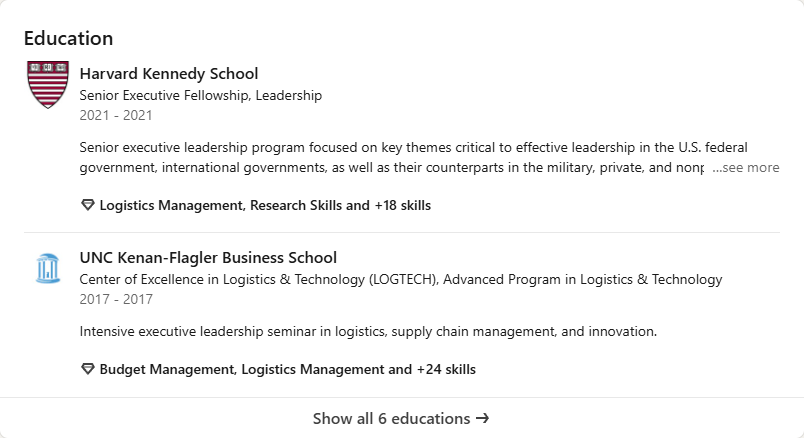 Education
Harvard Kennedy School
Senior Executive Fellowship, Leadership
2021 - 2021
Senior executive leadership program focused on key themes critical to effective leadership in the U.S. federal
government, international governments, as well as their counterparts in the military, private, and nonp ...see more
Logistics Management, Research Skills and +18 skills
UNC Kenan-Flagler Business School
Center of Excellence in Logistics & Technology (LOGTECH), Advanced Program in Logistics & Technology
2017 - 2017
Intensive executive leadership seminar in logistics, supply chain management, and innovation.
Budget Management, Logistics Management and +24 skills
Show all 6 educations →